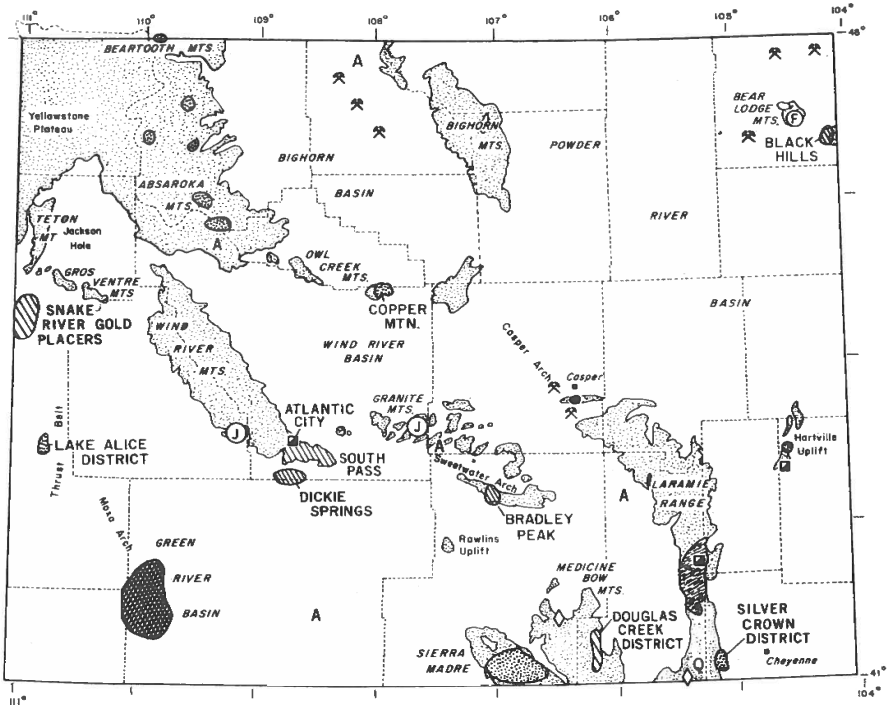 111°
110°
109°
108°
107°
106°
105°
104°
48°
BEARTOOTH MTS.
A
Yellowstone
Plateau
BIGHORN
MTS.
POWDER
BEAR
LODGE
MTS.
F
BLACK
HILLS
BIGHORN
BASIN
ABSAROKA
MTS.
RIVER
TETON
MT
Jackson
Hole
A
OWL
CREEK
MTS.
GROS
VENTRE
MTS
SNAKE
RIVER GOLD
PLACERS
COPPER
MTN.
BASIN
WIND
RIVER
MTS.
WIND RIVER
BASIN
Casper Arch
Casper
GRANITE
MTS.
ATLANTIC
CITY
J
J
A
Hartville
Uplift
LAKE ALICE
DISTRICT
Thrust Belt
SOUTH
PASS
Sweetwater Arch
DICKIE
SPRINGS
BRADLEY
PEAK
A
LARAMIE
RANGE
Moxa Arch
GREEN
RIVER
BASIN
Rawlins
Uplift
MEDICINE
BOW
MTS.
A
DOUGLAS
CREEK
DISTRICT
SILVER
CROWN
DISTRICT
SIERRA
MADRE
Cheyenne
41°
111°
104°